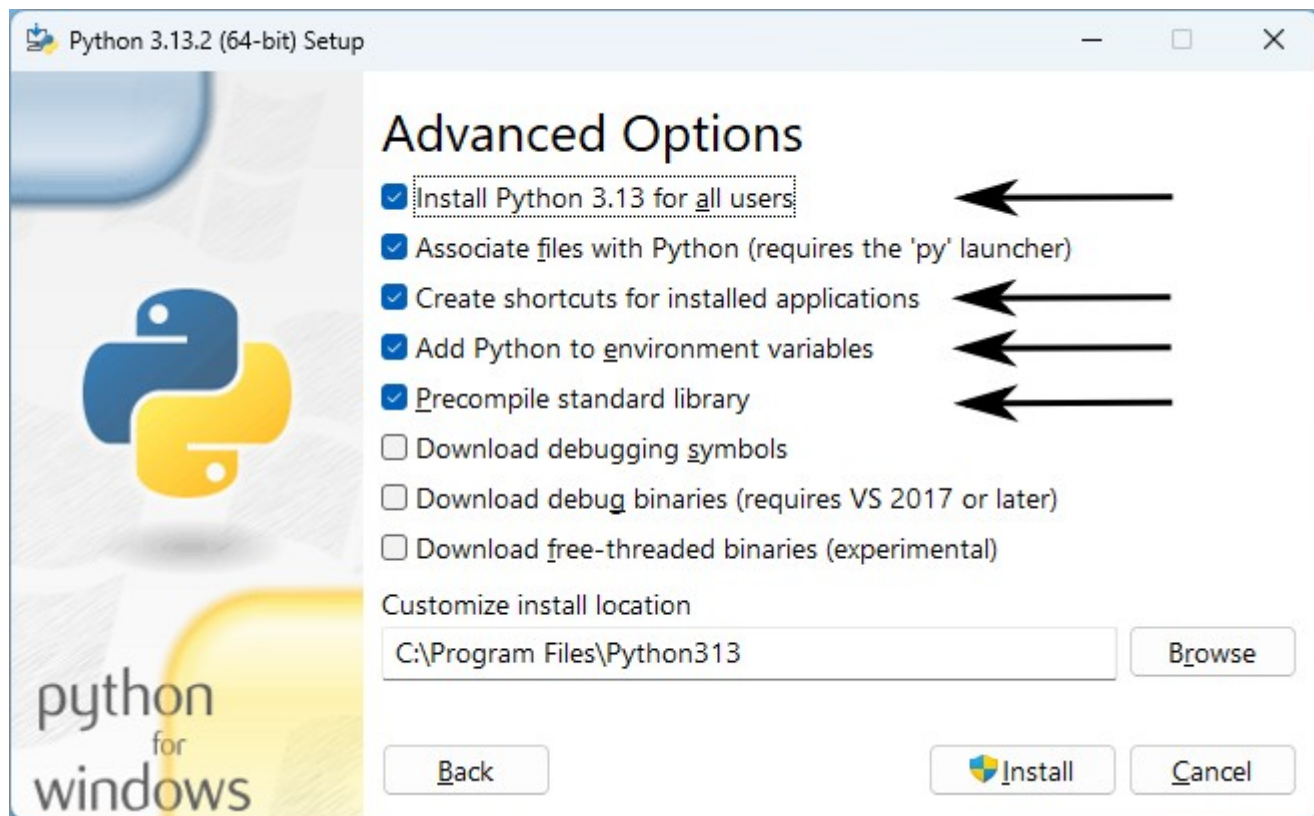 Python 3.13.2 (64-bit) Setup
Advanced Options
Install Python 3.13 for all users
Associate files with Python (requires the 'py' launcher)
Create shortcuts for installed applications
Add Python to environment variables
Precompile standard library
Download debugging symbols
Download debug binaries (requires VS 2017 or later)
Download free-threaded binaries (experimental)
Customize install location
C:\Program Files\Python313
Browse
python
for
windows
Back
Install
Cancel